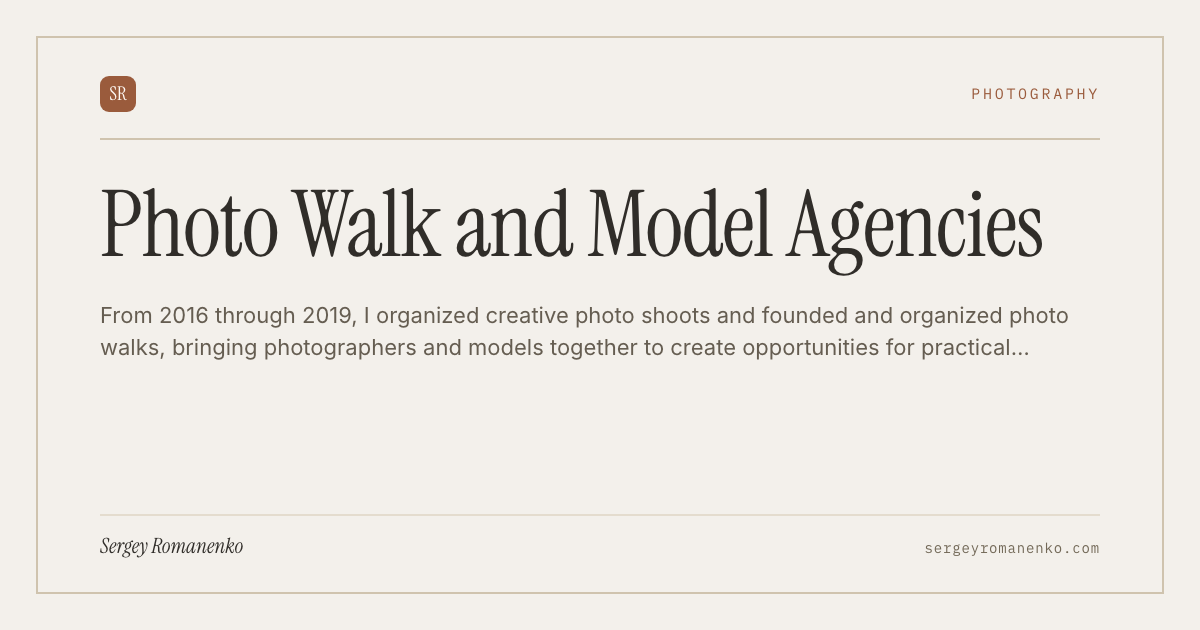 SR
PHOTOGRAPHY
Photo Walk and Model Agencies
From 2016 through 2019, I organized creative photo shoots and founded and organized photo
walks, bringing photographers and models together to create opportunities for practical...
Sergey Romanenko
sergeyromanenko.com